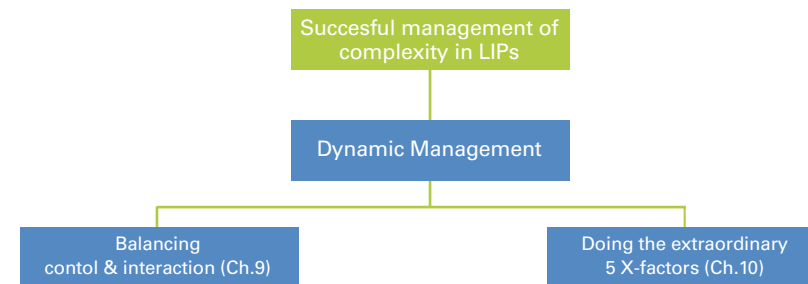 Succesful management of
complexity in LIPs
Dynamic Management
Balancing
contol & interaction (Ch.9)
Doing the extraordinary
5 X-factors (Ch.10)